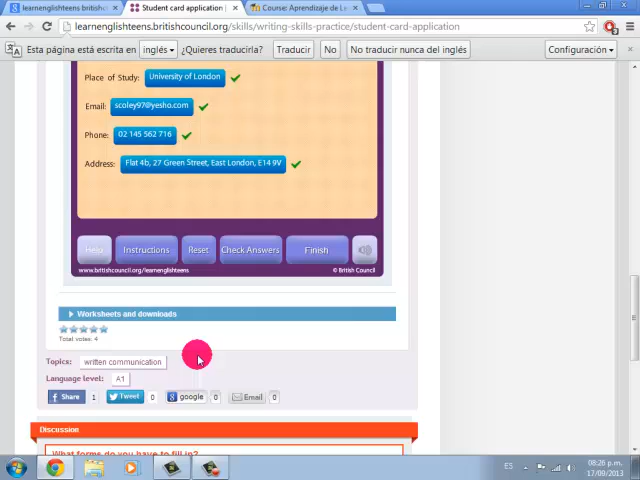 learnenglishteens britishc
Student card application
Course: Aprendizaje de Le
learnenglishteens.britishcouncil.org/skills/writing-skills-practice/student-card-application
Esta página está escrita en inglés ¿Quieres traducirla? Traducir No No traducir nunca del inglés Configuración
Place of Study: University of London
Email: scoley97@yesho.com
Phone: 02 145 562 716
Address: Flat 4b, 27 Green Street, East London, E14 9V
Help Instructions Reset Check Answers Finish
www.britishcouncil.org/learnenglishteens © British Council
Worksheets and downloads
Total votes: 4
Topics: written communication
Language level: A1
Share 1 Tweet 0 google 0 Email 0
Discussion
What forms do you have to fill in?
ES 08:26 p.m.
17/09/2013